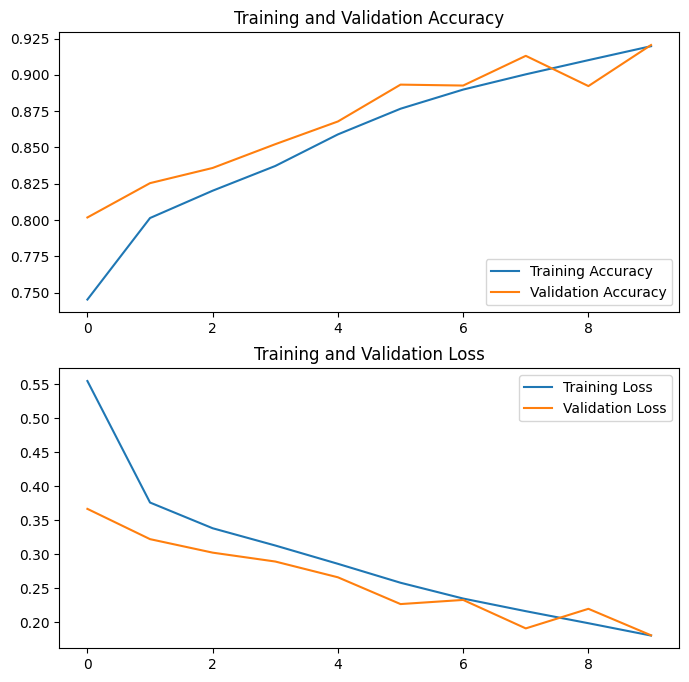 Training and Validation Accuracy
0.925
0.900
0.875
0.850
0.825
0.800
0.775
0.750
Training Accuracy
Validation Accuracy
0 2 4 6 8
Training and Validation Loss
0.55
0.50
0.45
0.40
0.35
0.30
0.25
0.20
Training Loss
Validation Loss
0 2 4 6 8